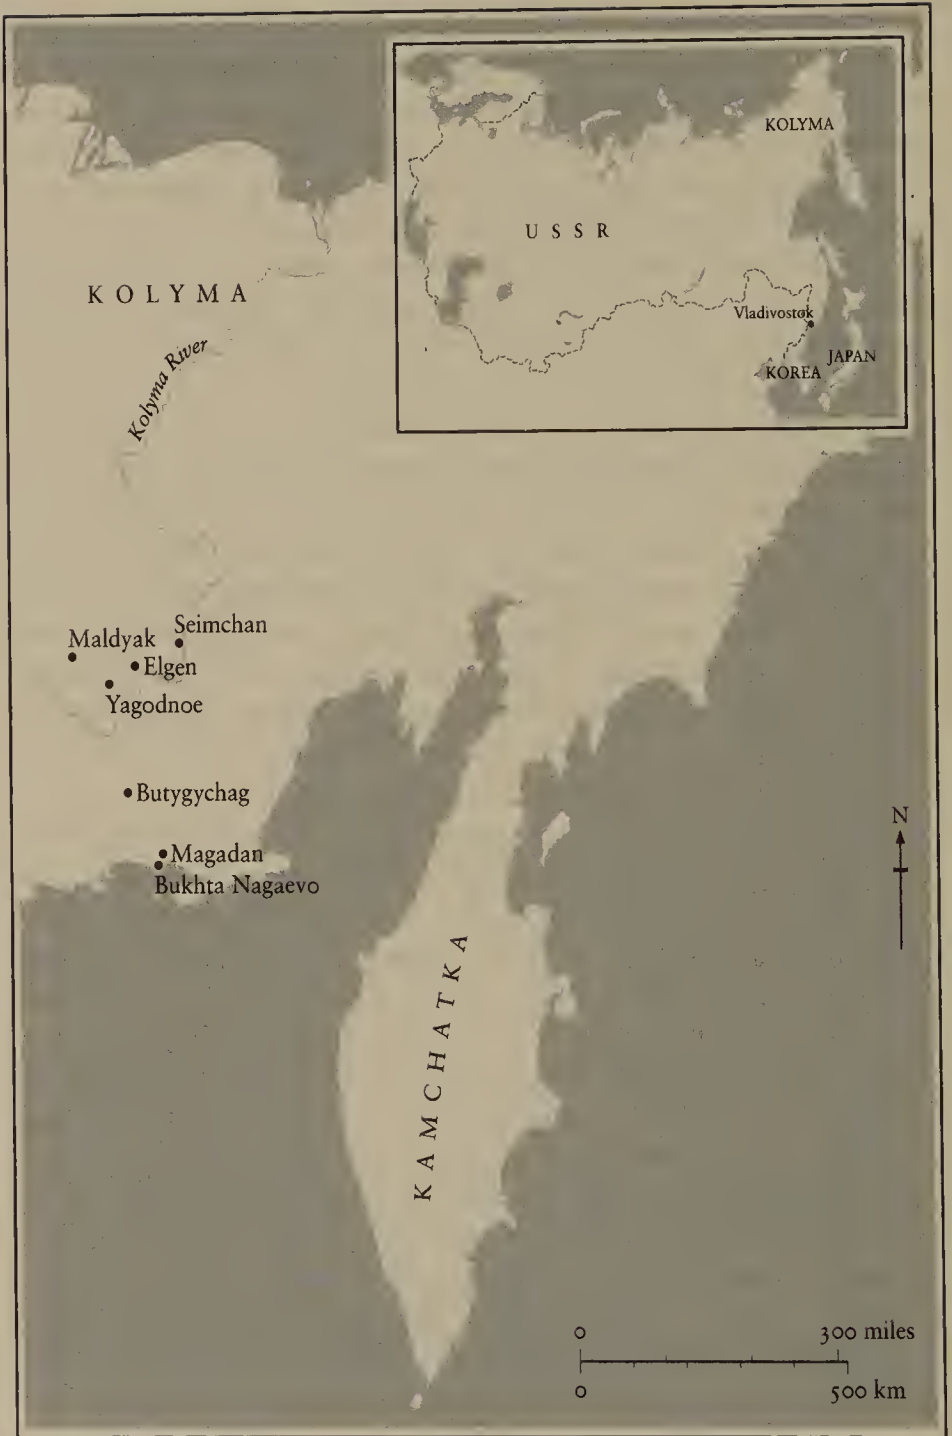 KOLYMA
USSR
Vladivostok
JAPAN
KOREA
KOLYMA
Kolyma River
Seimchan
Maldyak
Elgen
Yagodnoe
Butygychag
Magadan
Bukhta Nagaevo
N
KAMCHATKA
0 300 miles
0 500 km